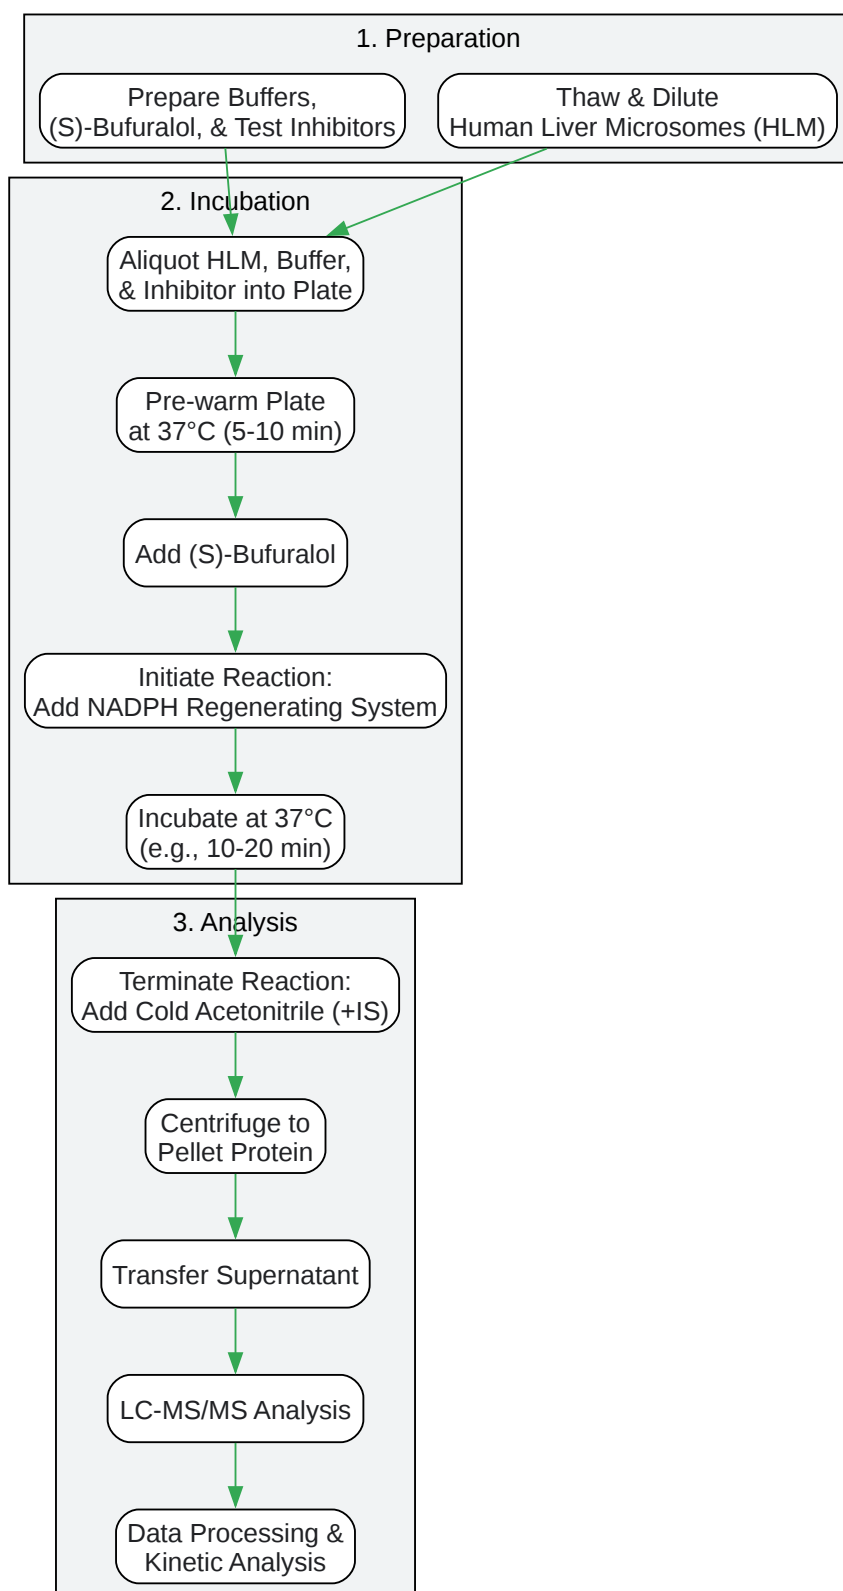 1. Preparation
Prepare Buffers,
(S)-Bufuralol, & Test Inhibitors
Thaw & Dilute
Human Liver Microsomes (HLM)
2. Incubation
Aliquot HLM, Buffer,
& Inhibitor into Plate
Pre-warm Plate
at 37°C (5-10 min)
Add (S)-Bufuralol
Initiate Reaction:
Add NADPH Regenerating System
Incubate at 37°C
(e.g., 10-20 min)
3. Analysis
Terminate Reaction:
Add Cold Acetonitrile (+IS)
Centrifuge to
Pellet Protein
Transfer Supernatant
LC-MS/MS Analysis
Data Processing &
Kinetic Analysis